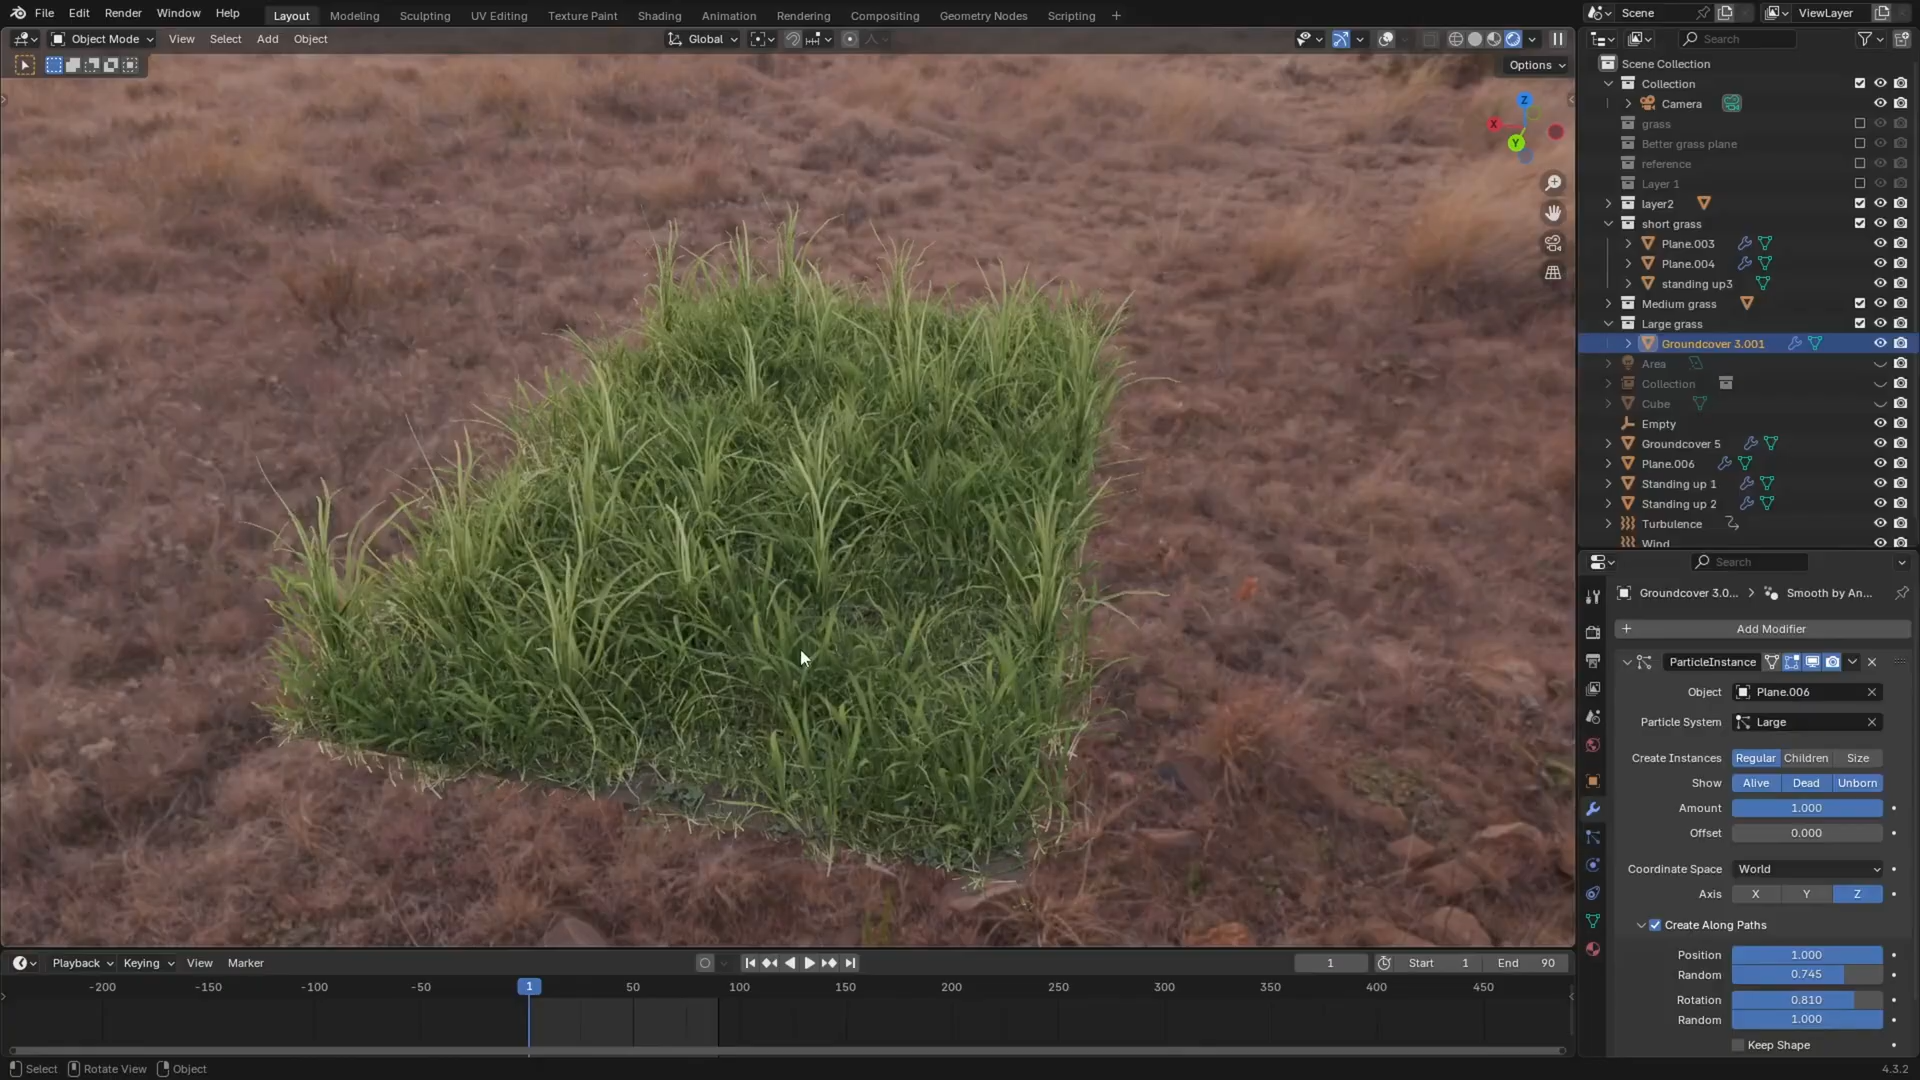 File Edit Render Window Help Layout Modeling Sculpting UV Editing Texture Paint Shading Animation Rendering Compositing Geometry Nodes Scripting Scene ViewLayer
Object Mode View Select Add Object Global Search
Options
Scene Collection
Collection
Camera
grass
Better grass plane
reference
Layer 1
layer2
short grass
Plane.003
Plane.004
standing up3
Medium grass
Large grass
Groundcover 3.001
Area
Collection
Cube
Empty
Groundcover 5
Plane.006
Standing up 1
Standing up 2
Turbulence
Wind
X
Y
Z
Search
Groundcover 3.0... > Smooth by An...
Add Modifier
ParticleInstance
Object Plane.006
Particle System Large
Create Instances Regular Children Size
Show Alive Dead Unborn
Amount 1.000
Offset 0.000
Coordinate Space World
Axis X Y Z
Create Along Paths
Position 1.000
Random 0.745
Rotation 0.810
Random 1.000
Keep Shape
Playback Keying View Marker 1 Start 1 End 90
-200 -150 -100 -50 1 50 100 150 200 250 300 350 400 450
Select Rotate View Object 4.3.2